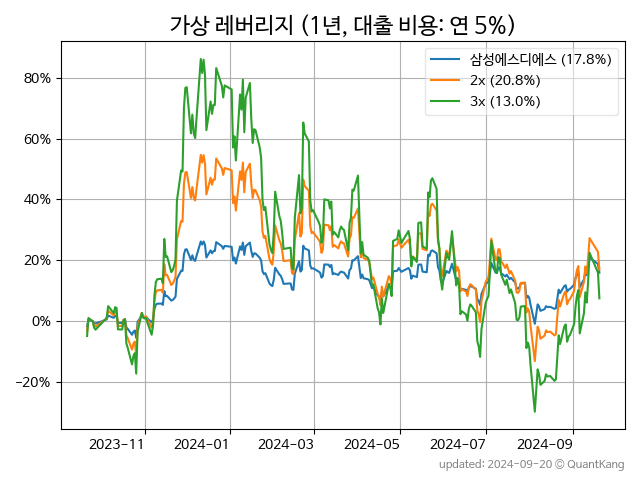 가상 레버리지 (1년, 대출 비용: 연 5%)
삼성에스디에스 (17.8%)
2x (20.8%)
3x (13.0%)
80%
60%
40%
20%
0%
−20%
2023-11 2024-01 2024-03 2024-05 2024-07 2024-09
updated: 2024-09-20 © QuantKang